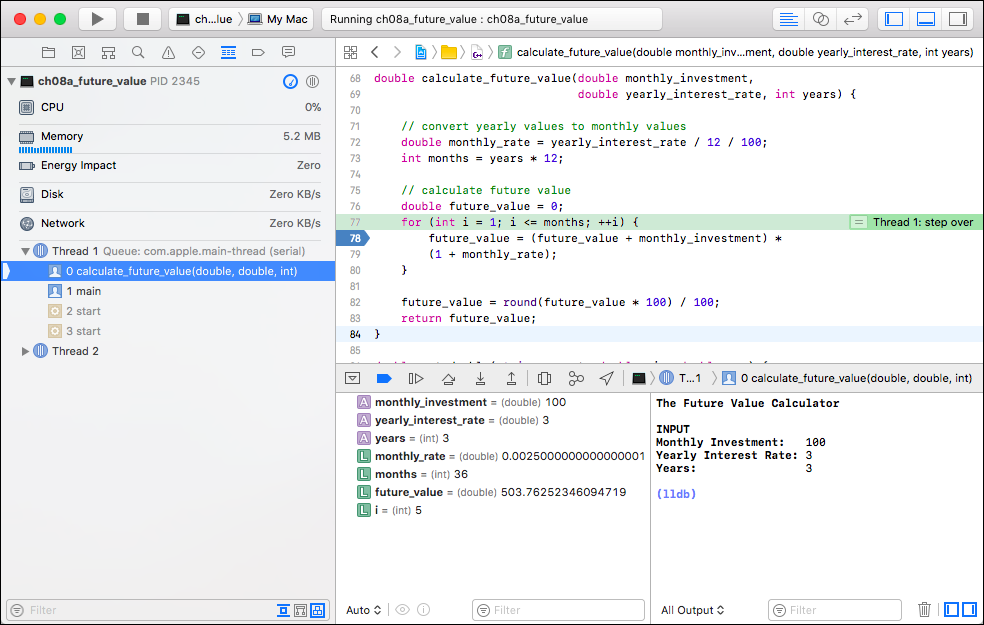 ch...lue My Mac Running ch08a_future_value : ch08a_future_value
calculate_future_value(double monthly_inv...ment, double yearly_interest_rate, int years)
ch08a_future_value PID 2345
CPU 0%
Memory 5.2 MB
Energy Impact Zero
Disk Zero KB/s
Network Zero KB/s
Thread 1 Queue: com.apple.main-thread (serial)
0 calculate_future_value(double, double, int)
1 main
2 start
3 start
Thread 2
Filter
68 double calculate_future_value(double monthly_investment,
69 double yearly_interest_rate, int years) {
70
71 // convert yearly values to monthly values
72 double monthly_rate = yearly_interest_rate / 12 / 100;
73 int months = years * 12;
74
75 // calculate future value
76 double future_value = 0;
77 for (int i = 1; i <= months; ++i) { = Thread 1: step over
78 future_value = (future_value + monthly_investment) *
79 (1 + monthly_rate);
80 }
81
82 future_value = round(future_value * 100) / 100;
83 return future_value;
84 }
85
T...1 0 calculate_future_value(double, double, int)
A monthly_investment = (double) 100
A yearly_interest_rate = (double) 3
A years = (int) 3
L monthly_rate = (double) 0.0025000000000000001
L months = (int) 36
L future_value = (double) 503.76252346094719
L i = (int) 5
Auto Filter
The Future Value Calculator
INPUT
Monthly Investment: 100
Yearly Interest Rate: 3
Years: 3
(lldb)
All Output Filter